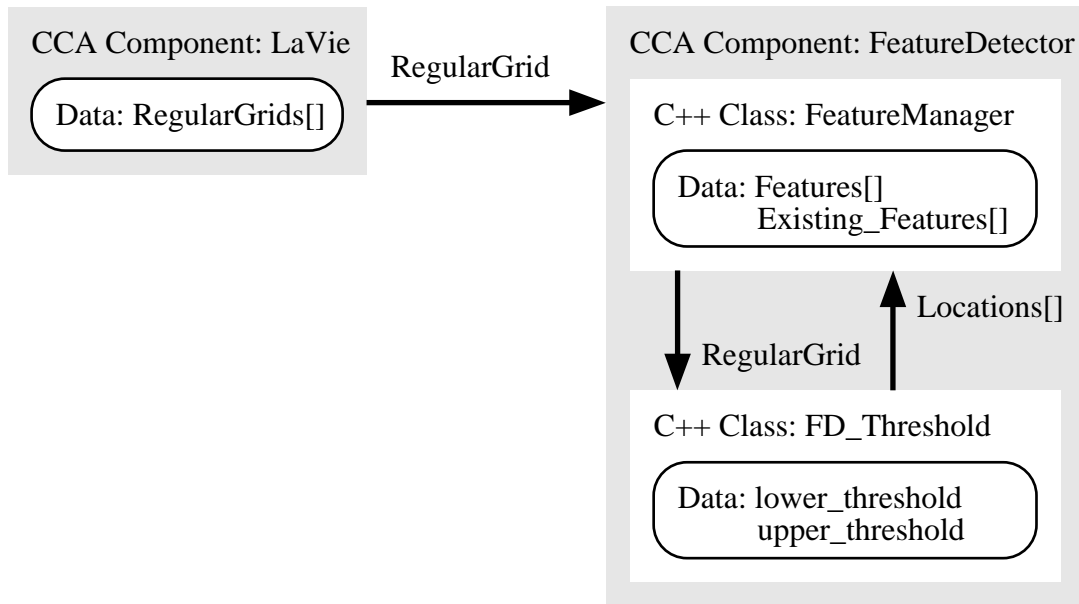 CCA Component: LaVie
Data: RegularGrids[]
RegularGrid
CCA Component: FeatureDetector
C++ Class: FeatureManager
Data: Features[]
Existing_Features[]
Locations[]
RegularGrid
C++ Class: FD_Threshold
Data: lower_threshold
upper_threshold